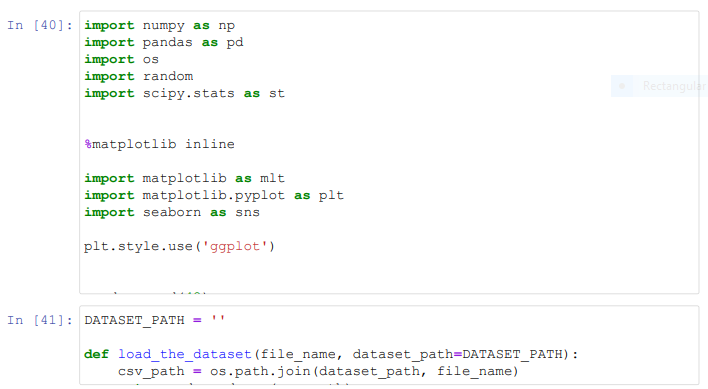 In [40]: import numpy as np
import pandas as pd
import os
import random
import scipy.stats as st
Rectangular
%matplotlib inline
import matplotlib as mlt
import matplotlib.pyplot as plt
import seaborn as sns
plt.style.use('ggplot')
In [41]: DATASET_PATH = ''
def load_the_dataset(file_name, dataset_path=DATASET_PATH):
csv_path = os.path.join(dataset_path, file_name)